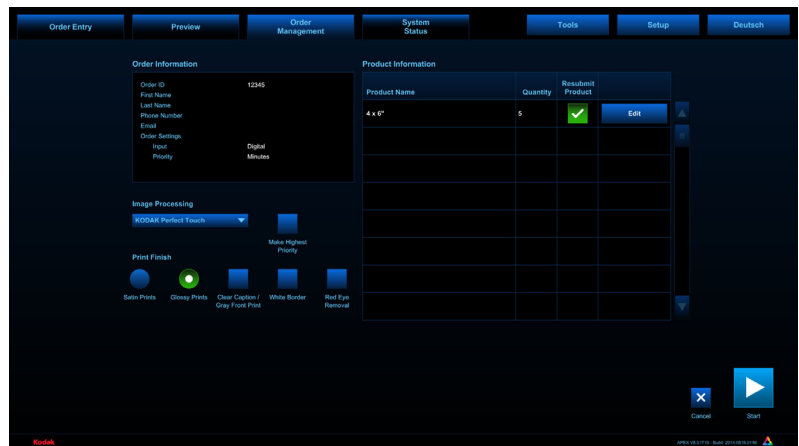 Order Entry
Preview
Order
Management
System
Status
Tools
Setup
Deutsch
Order Information
Order ID 12345
First Name
Last Name
Phone Number
Email
Order Settings
Input Digital
Priority Minutes
Product Information
Product Name Quantity Resubmit
Product
4 x 6" 5 Edit
Image Processing
KODAK Perfect Touch
Make Highest
Priority
Print Finish
Satin Prints
Glossy Prints
Clear Caption /
Gray Front Print
White Border
Red Eye
Removal
Cancel
Start
Kodak